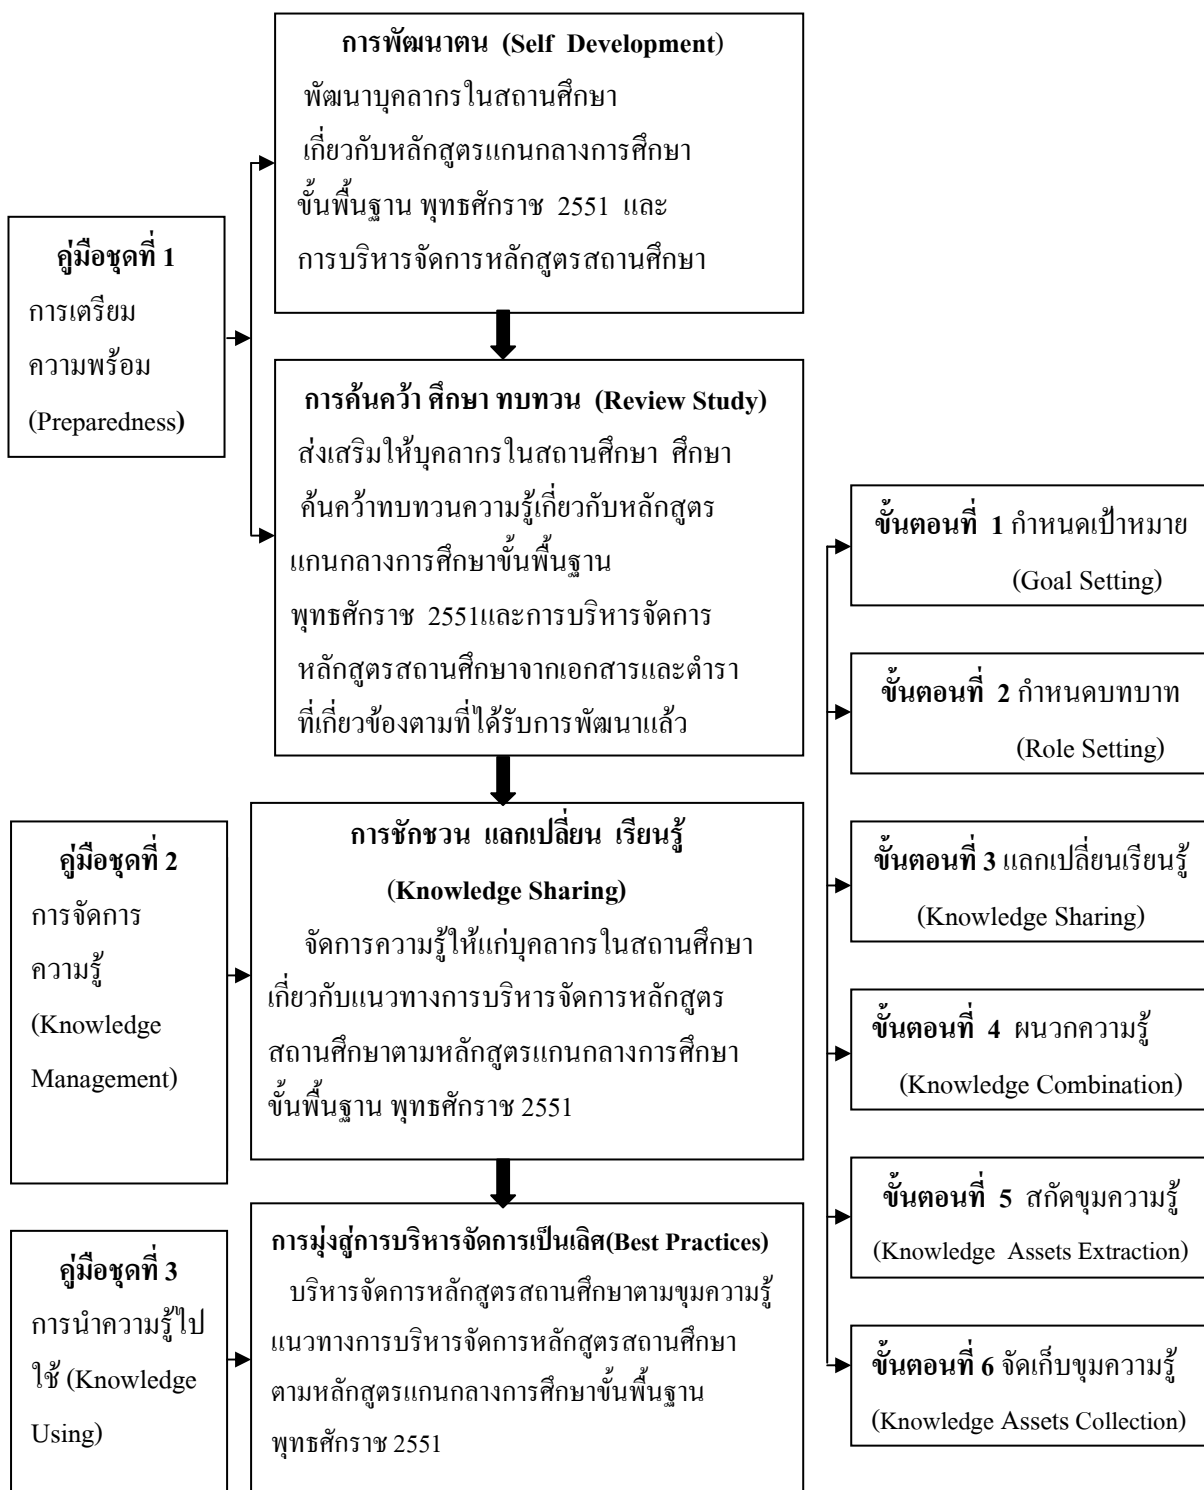 การพัฒนาตน (Self Development)
พัฒนาบุคลากรในสถานศึกษา
เกี่ยวกับหลักสูตรแกนกลางการศึกษา
ขั้นพื้นฐาน พุทธศักราช 2551 และ
การบริหารจัดการหลักสูตรสถานศึกษา
คู่มือชุดที่ 1
การเตรียม
ความพร้อม
(Preparedness)
การค้นคว้า ศึกษา ทบทวน (Review Study)
ส่งเสริมให้บุคลากรในสถานศึกษา ศึกษา
ค้นคว้าทบทวนความรู้เกี่ยวกับหลักสูตร
แกนกลางการศึกษาขั้นพื้นฐาน
พุทธศักราช 2551และการบริหารจัดการ
หลักสูตรสถานศึกษาจากเอกสารและตำรา
ที่เกี่ยวข้องตามที่ได้รับการพัฒนาแล้ว
คู่มือชุดที่ 2
การจัดการ
ความรู้
(Knowledge
Management)
การชักชวน แลกเปลี่ยน เรียนรู้
(Knowledge Sharing)
จัดการความรู้ให้แก่บุคลากรในสถานศึกษา
เกี่ยวกับแนวทางการบริหารจัดการหลักสูตร
สถานศึกษาตามหลักสูตรแกนกลางการศึกษา
ขั้นพื้นฐาน พุทธศักราช 2551
คู่มือชุดที่ 3
การนำความรู้ไป
ใช้ (Knowledge
Using)
การมุ่งสู่การบริหารจัดการเป็นเลิศ(Best Practices)
บริหารจัดการหลักสูตรสถานศึกษาตามขุมความรู้
แนวทางการบริหารจัดการหลักสูตรสถานศึกษา
ตามหลักสูตรแกนกลางการศึกษาขั้นพื้นฐาน
พุทธศักราช 2551
ขั้นตอนที่ 1 กำหนดเป้าหมาย
(Goal Setting)
ขั้นตอนที่ 2 กำหนดบทบาท
(Role Setting)
ขั้นตอนที่ 3 แลกเปลี่ยนเรียนรู้
(Knowledge Sharing)
ขั้นตอนที่ 4 ผนวกความรู้
(Knowledge Combination)
ขั้นตอนที่ 5 สกัดขุมความรู้
(Knowledge Assets Extraction)
ขั้นตอนที่ 6 จัดเก็บขุมความรู้
(Knowledge Assets Collection)